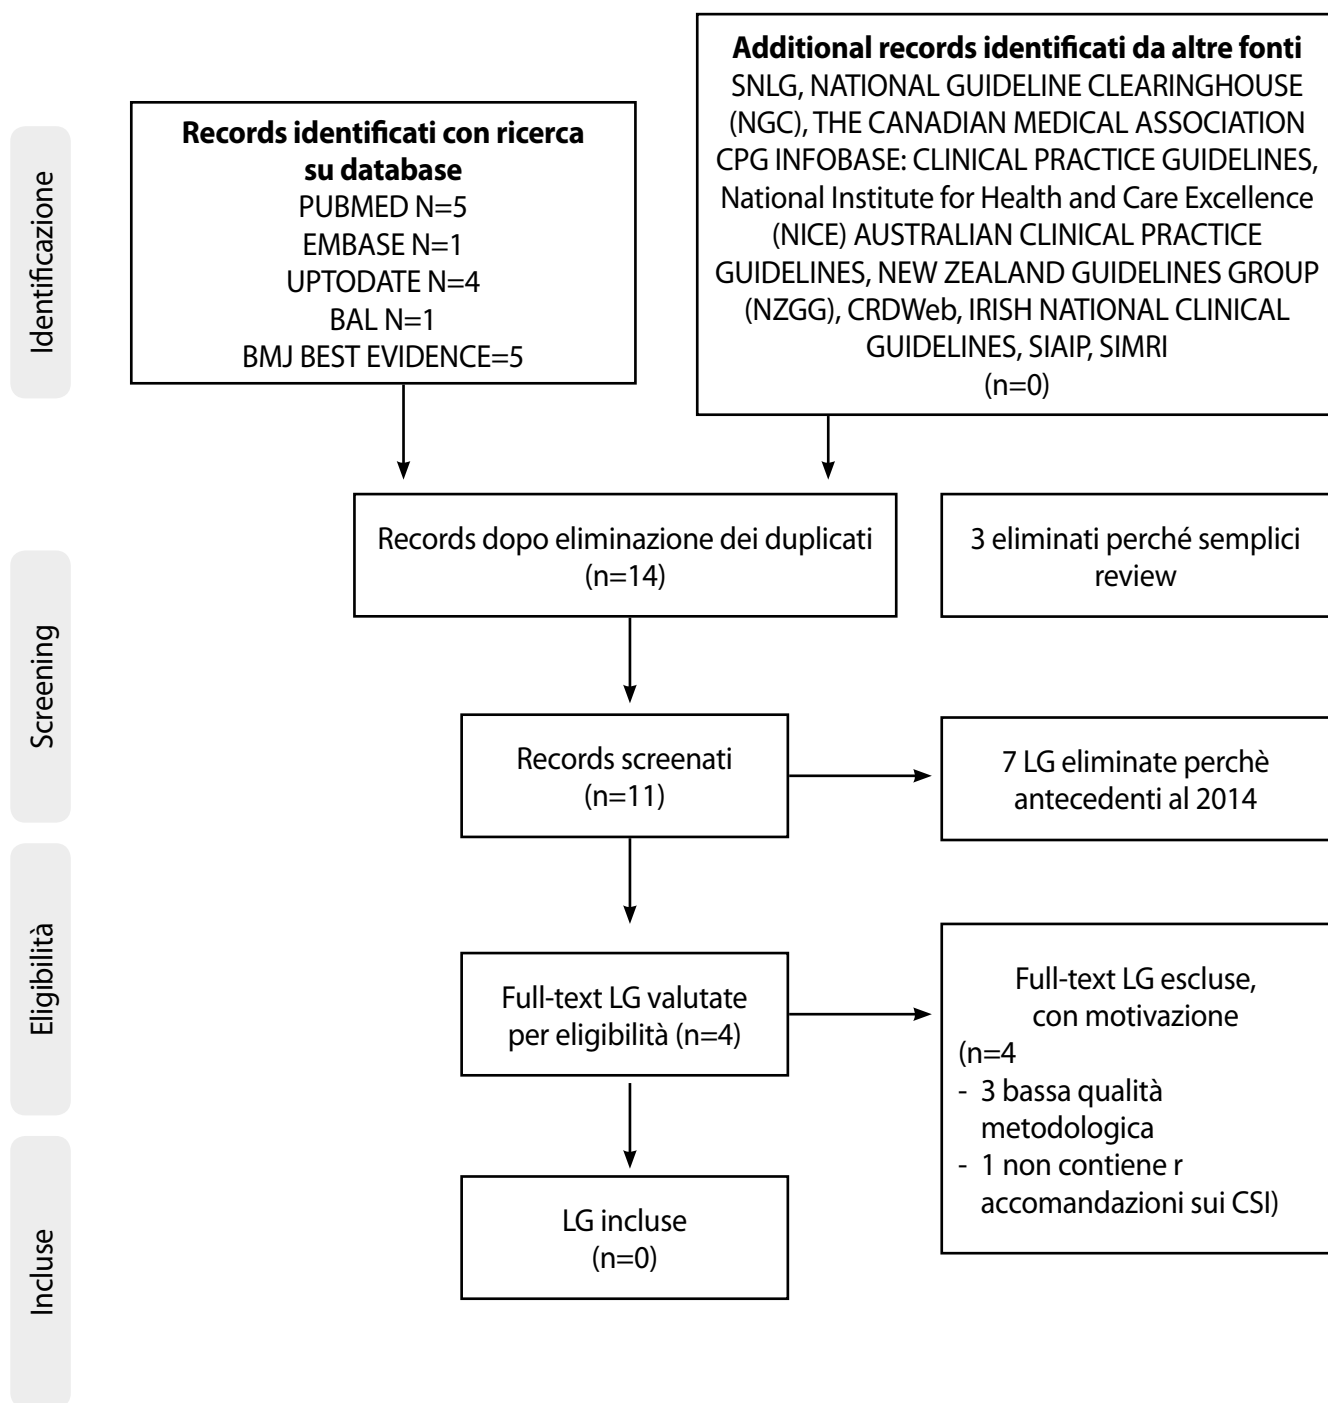 Identificazione
Records identificati con ricerca
su database
PUBMED N=5
EMBASE N=1
UPTODATE N=4
BAL N=1
BMJ BEST EVIDENCE=5
Additional records identificati da altre fonti
SNLG, NATIONAL GUIDELINE CLEARINGHOUSE
(NGC), THE CANADIAN MEDICAL ASSOCIATION
CPG INFOBASE: CLINICAL PRACTICE GUIDELINES,
National Institute for Health and Care Excellence
(NICE) AUSTRALIAN CLINICAL PRACTICE
GUIDELINES, NEW ZEALAND GUIDELINES GROUP
(NZGG), CRDWeb, IRISH NATIONAL CLINICAL
GUIDELINES, SIAIP, SIMRI
(n=0)
Screening
Records dopo eliminazione dei duplicati
(n=14)
3 eliminati perché semplici
review
Records screenati
(n=11)
7 LG eliminate perchè
antecedenti al 2014
Eligibilità
Full-text LG valutate
per eligibilità (n=4)
Full-text LG escluse,
con motivazione
(n=4
- 3 bassa qualità
metodologica
- 1 non contiene r
accomandazioni sui CSI)
Incluse
LG incluse
(n=0)